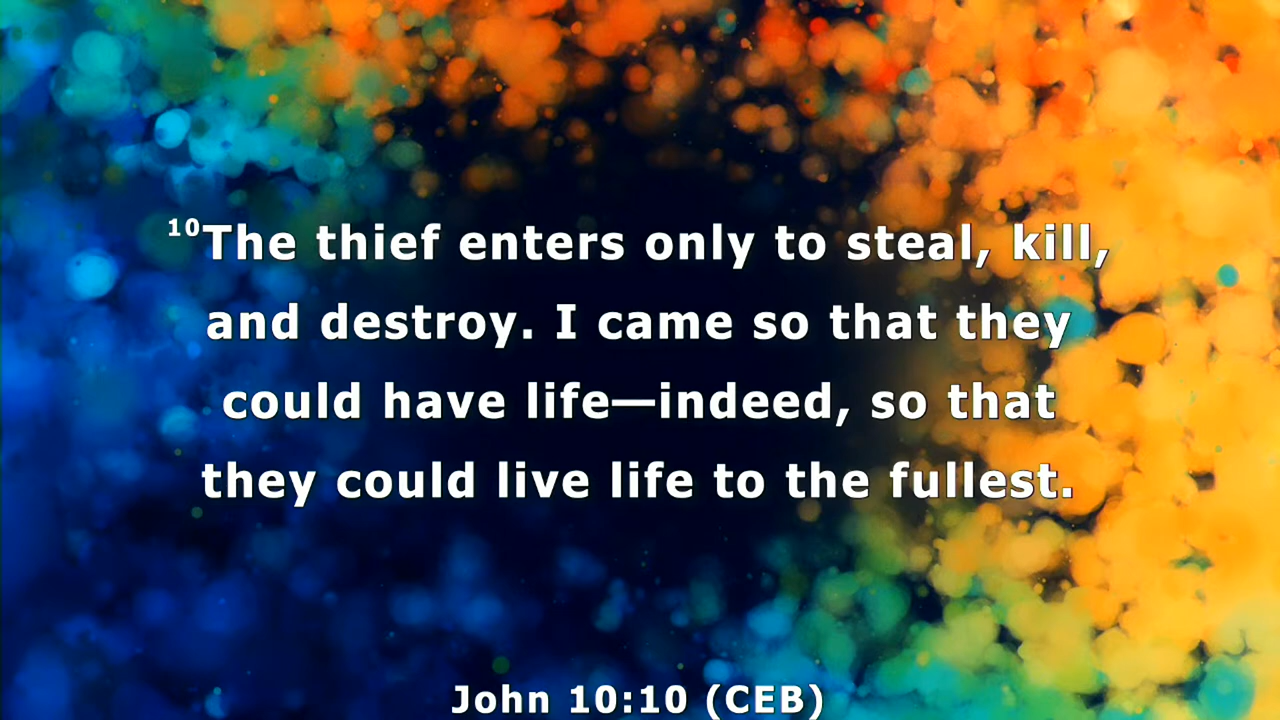 ¹⁰The thief enters only to steal, kill,
and destroy. I came so that they
could have life—indeed, so that
they could live life to the fullest.
John 10:10 (CEB)